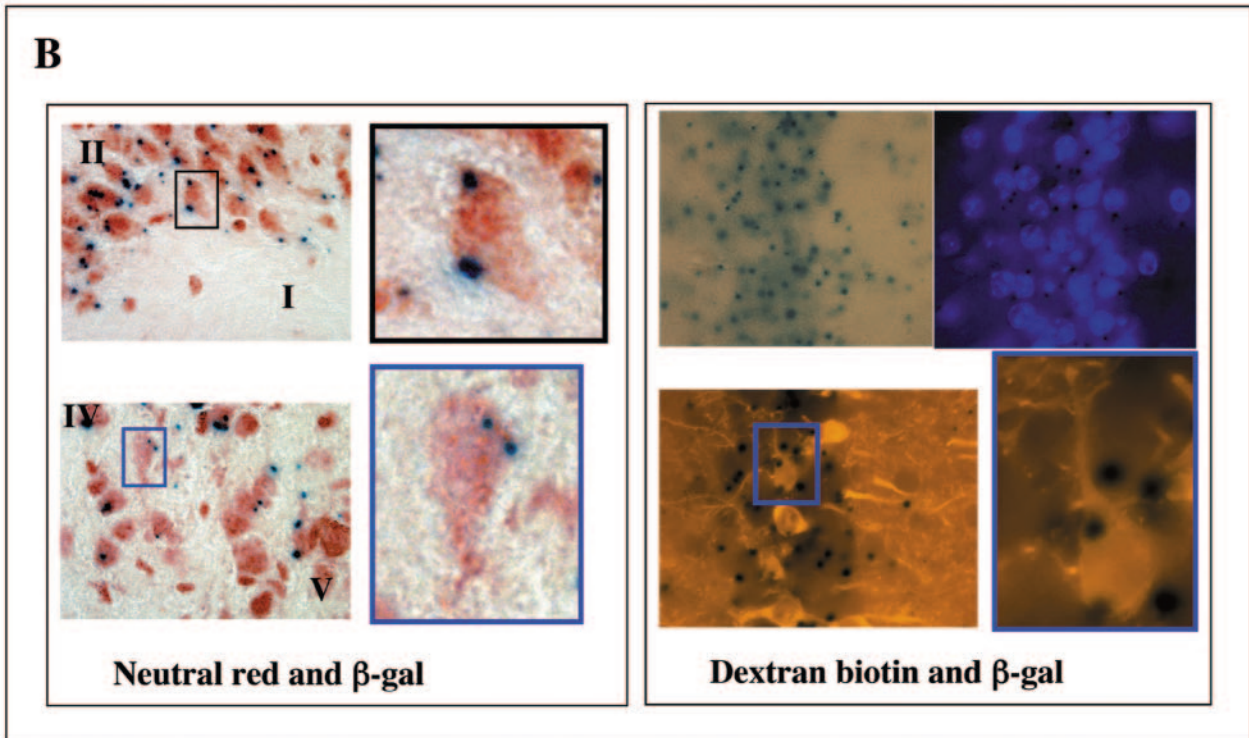 B
II
I
IV
V
Neutral red and β-gal
Dextran biotin and β-gal